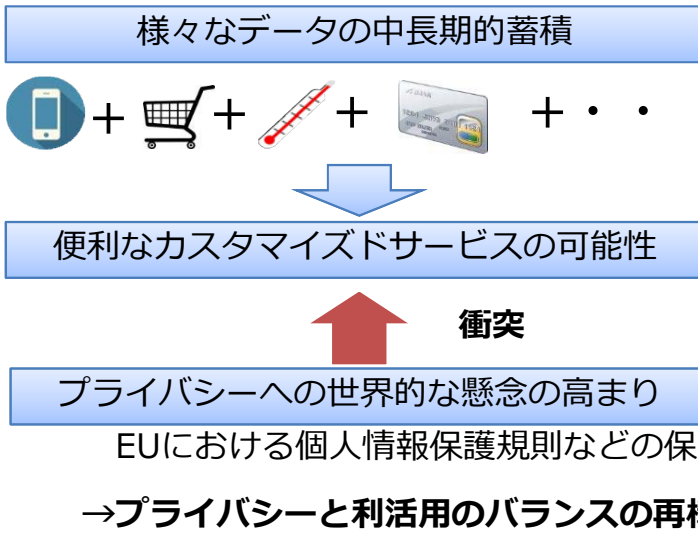 様々なデータの中長期的蓄積
＋ ＋ ＋ ＋・・
便利なカスタマイズドサービスの可能性
衝突
プライバシーへの世界的な懸念の高まり
EUにおける個人情報保護規則などの保
→プライバシーと利活用のバランスの再